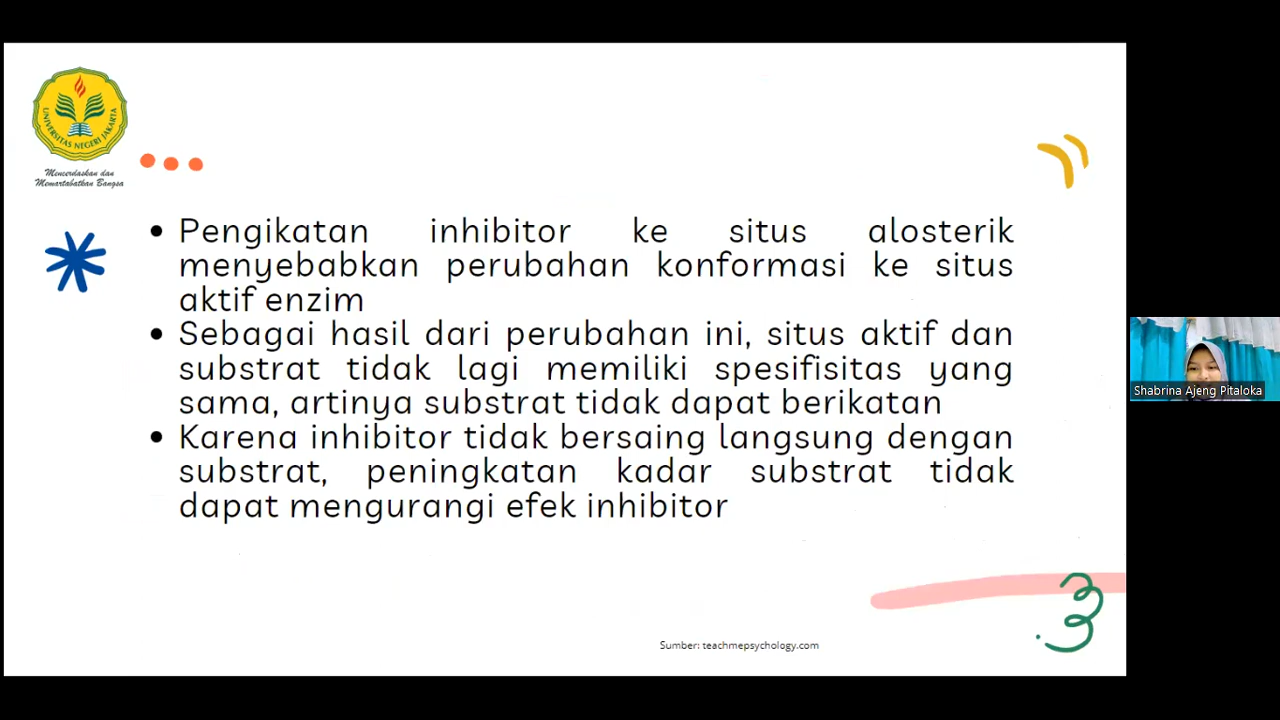 UNIVERSITAS NEGERI JAKARTA
Mencerdaskan dan
Memartabatkan Bangsa
• Pengikatan inhibitor ke situs alosterik
menyebabkan perubahan konformasi ke situs
aktif enzim
• Sebagai hasil dari perubahan ini, situs aktif dan
substrat tidak lagi memiliki spesifisitas yang
sama, artinya substrat tidak dapat berikatan
• Karena inhibitor tidak bersaing langsung dengan
substrat, peningkatan kadar substrat tidak
dapat mengurangi efek inhibitor
Sumber: teachmepsychology.com
Shabrina Ajeng Pitaloka